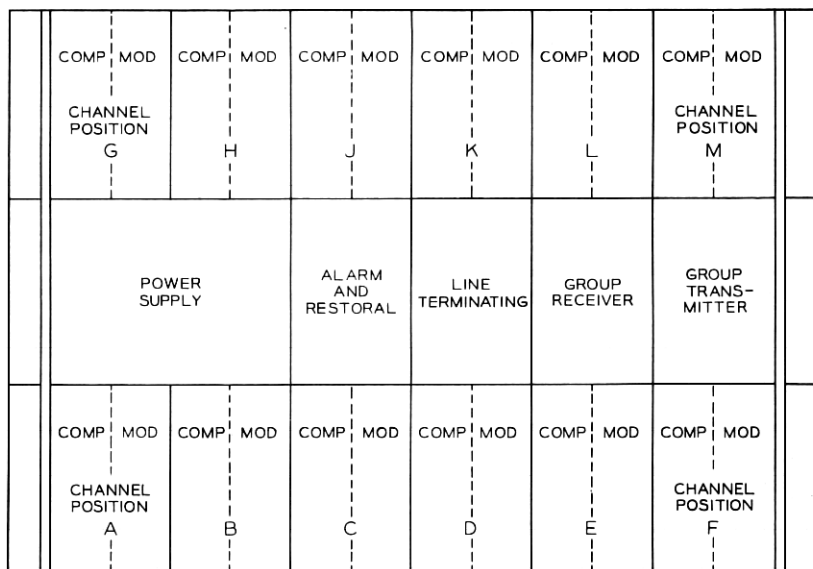 COMP MOD COMP MOD COMP MOD COMP MOD COMP MOD COMP MOD
CHANNEL POSITION G
H
J
K
L
CHANNEL POSITION M
POWER SUPPLY
ALARM AND RESTORAL
LINE TERMINATING
GROUP RECEIVER
GROUP TRANS-
MITTER
COMP MOD COMP MOD COMP MOD COMP MOD COMP MOD COMP MOD
CHANNEL POSITION A
B
C
D
E
CHANNEL POSITION F